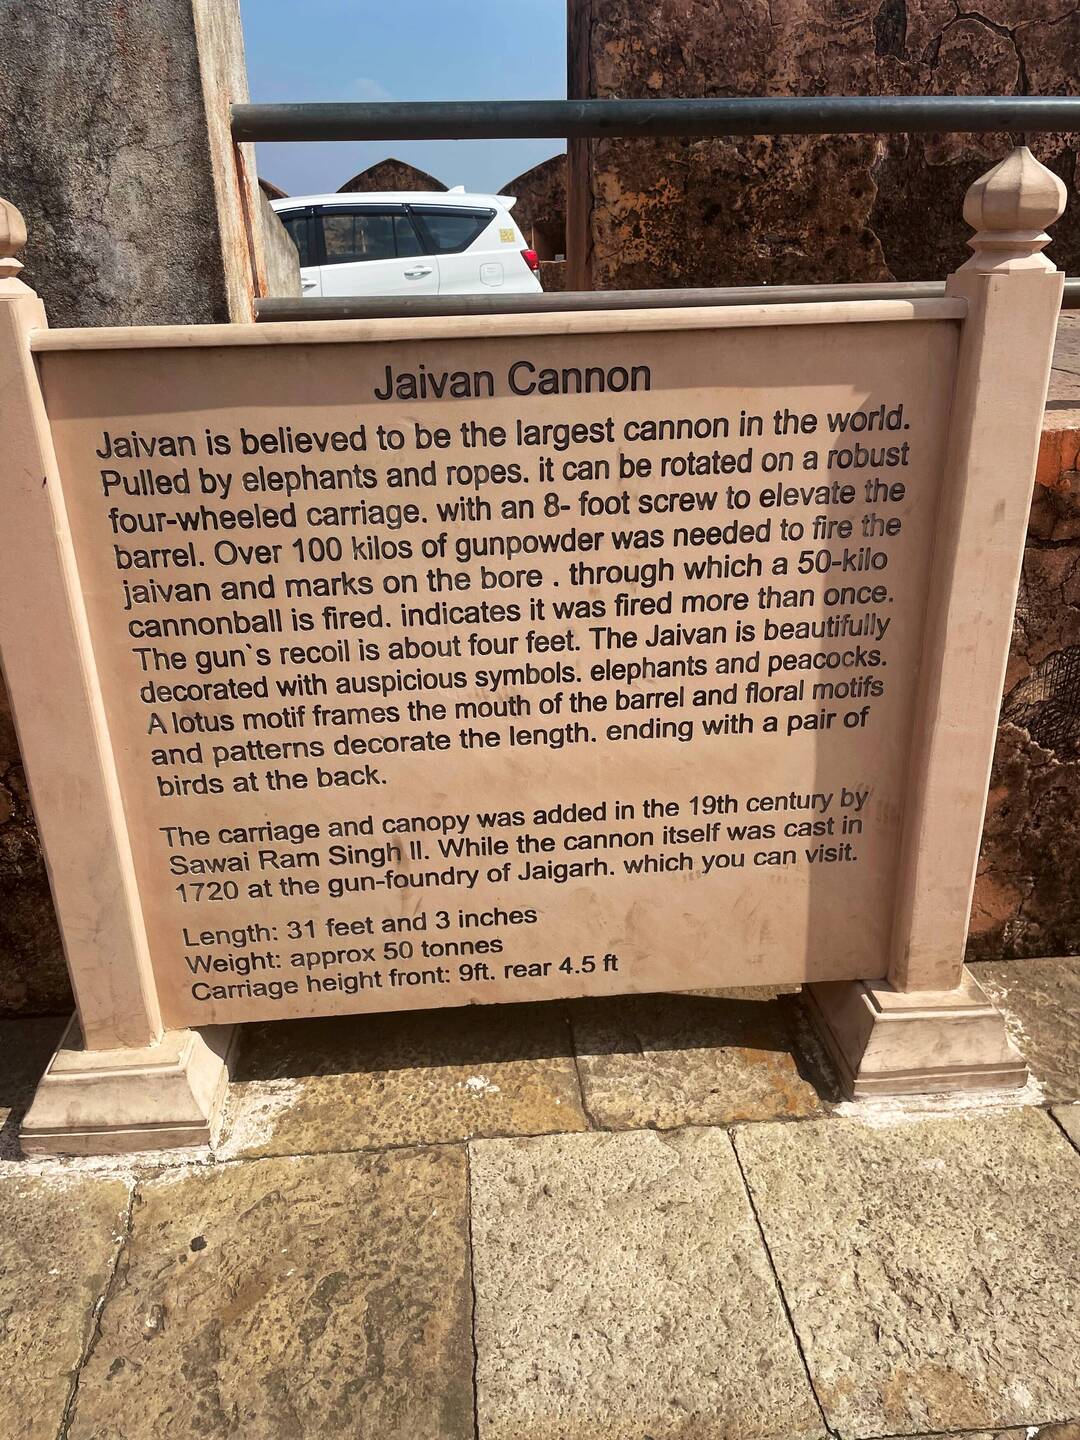 Jaivan Cannon
Jaivan is believed to be the largest cannon in the world.
Pulled by elephants and ropes. it can be rotated on a robust
four-wheeled carriage. with an 8- foot screw to elevate the
barrel. Over 100 kilos of gunpowder was needed to fire the
jaivan and marks on the bore . through which a 50-kilo
cannonball is fired. indicates it was fired more than once.
The gun`s recoil is about four feet. The Jaivan is beautifully
decorated with auspicious symbols. elephants and peacocks.
A lotus motif frames the mouth of the barrel and floral motifs
and patterns decorate the length. ending with a pair of
birds at the back.
The carriage and canopy was added in the 19th century by
Sawai Ram Singh II. While the cannon itself was cast in
1720 at the gun-foundry of Jaigarh. which you can visit.
Length: 31 feet and 3 inches
Weight: approx 50 tonnes
Carriage height front: 9ft. rear 4.5 ft